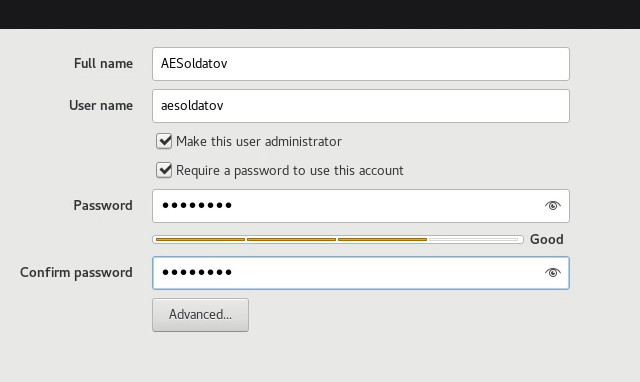 Full name AESoldatov
User name aesoldatov
Make this user administrator
Require a password to use this account
Password ●●●●●●●●
Good
Confirm password ●●●●●●●●
Advanced...